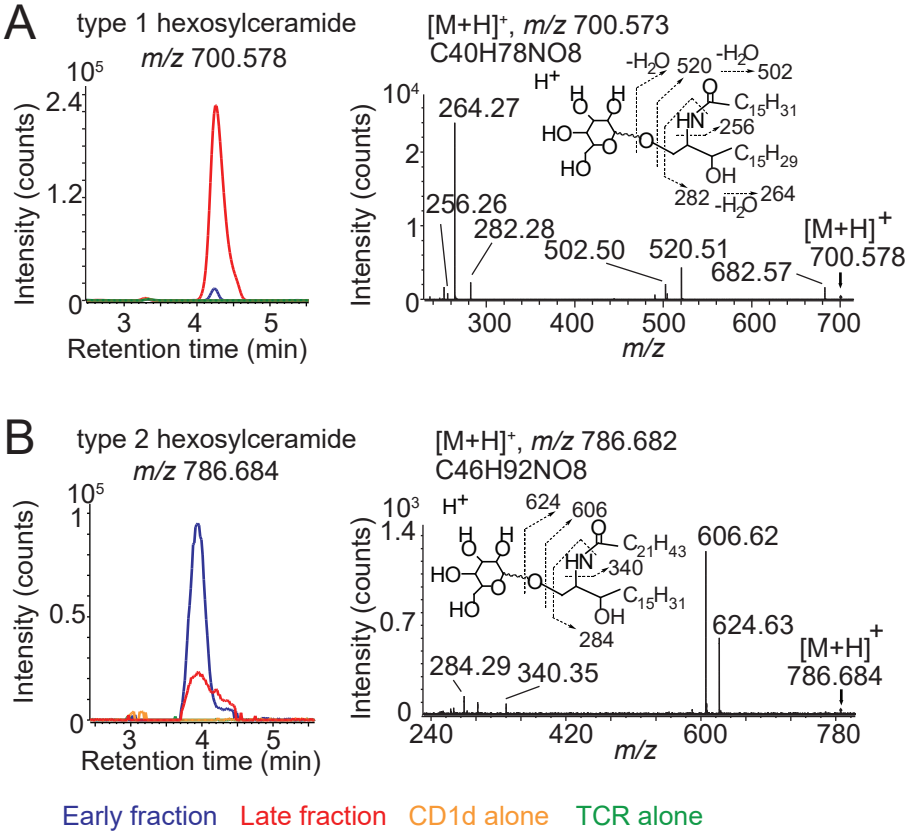 A
type 1 hexosylceramide
m/z 700.578
10⁵
2.4
1.2
0
Intensity (counts)
3 4 5
Retention time (min)
[M+H]⁺, m/z 700.573
C40H78NO8
H⁺
-H₂O 520 -H₂O 502
H H
O O
HO
HO
O
O
O
HN
C₁₅H₃₁
256
C₁₅H₂₉
OH
282 -H₂O 264
10⁴
2
1
0
Intensity (counts)
264.27
256.26
282.28
502.50
520.51
682.57
[M+H]⁺
700.578
300 400 500 600 700
m/z
B
type 2 hexosylceramide
m/z 786.684
10⁵
1
0.5
0
Intensity (counts)
3 4 5
Retention time (min)
[M+H]⁺, m/z 786.682
C46H92NO8
H⁺
624 606
H H
O O
HO
HO
O
O
O
HN
C₂₁H₄₃
340
C₁₅H₃₁
OH
284
10³
1.4
0.7
0
Intensity (counts)
606.62
624.63
284.29
340.35
[M+H]⁺
786.684
240 420 600 780
m/z
Early fraction Late fraction CD1d alone TCR alone